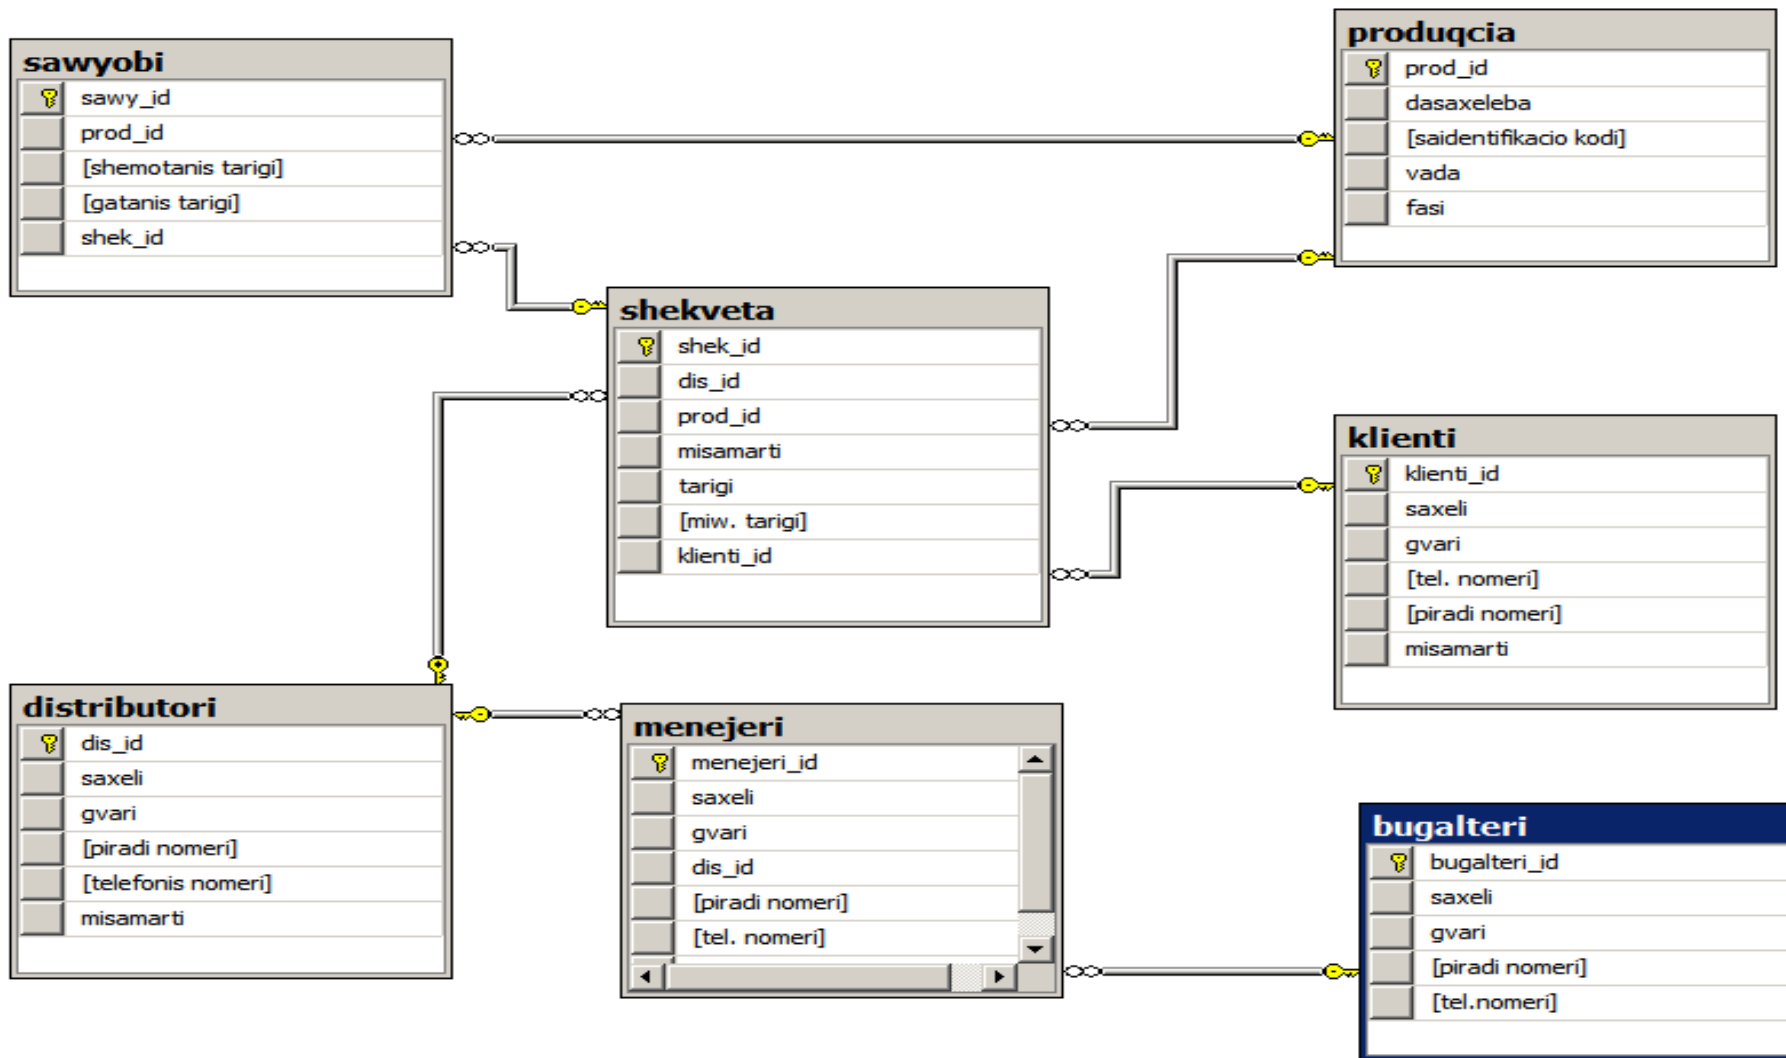 sawyobi
sawy_id
prod_id
[shemotanis tarigi]
[gatanis tarigi]
shek_id
produqcia
prod_id
dasaxeleba
[saidentifikacio kodi]
vada
fasi
shekveta
shek_id
dis_id
prod_id
misamarti
tarigi
[miw. tarigi]
klienti_id
klienti
klienti_id
saxeli
gvari
[tel. nomeri]
[piradi nomeri]
misamarti
distributori
dis_id
saxeli
gvari
[piradi nomeri]
[telefonis nomeri]
misamarti
menejeri
menejeri_id
saxeli
gvari
dis_id
[piradi nomeri]
[tel. nomeri]
bugalteri
bugalteri_id
saxeli
gvari
[piradi nomeri]
[tel.nomeri]